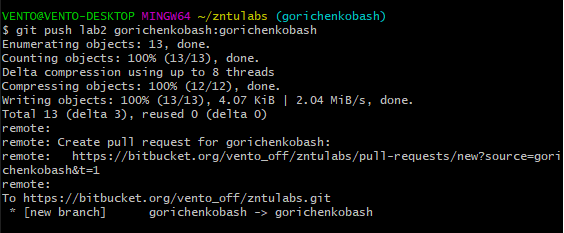 VENTO@VENTO-DESKTOP MINGW64 ~/zntulabs (gorichenkobash)
$ git push lab2 gorichenkobash:gorichenkobash
Enumerating objects: 13, done.
Counting objects: 100% (13/13), done.
Delta compression using up to 8 threads
Compressing objects: 100% (12/12), done.
Writing objects: 100% (13/13), 4.07 KiB | 2.04 MiB/s, done.
Total 13 (delta 3), reused 0 (delta 0)
remote:
remote: Create pull request for gorichenkobash:
remote:   https://bitbucket.org/vento_off/zntulabs/pull-requests/new?source=gori
chenkobash&t=1
remote:
To https://bitbucket.org/vento_off/zntulabs.git
 * [new branch]      gorichenkobash -> gorichenkobash